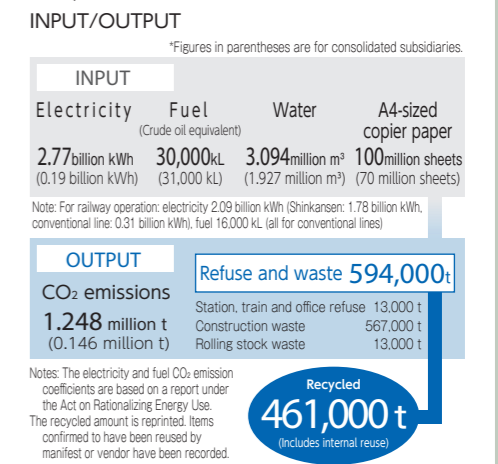 INPUT/OUTPUT
*Figures in parentheses are for consolidated subsidiaries.
INPUT
Electricity
Fuel
(Crude oil equivalent)
Water
A4-sized
copier paper
2.77billion kWh
(0.19 billion kWh)
30,000kL
(31,000 kL)
3.094million m³
(1.927 million m³)
100million sheets
(70 million sheets)
Note: For railway operation: electricity 2.09 billion kWh (Shinkansen: 1.78 billion kWh,
conventional line: 0.31 billion kWh), fuel 16,000 kL (all for conventional lines)
OUTPUT
CO₂ emissions
1.248 million t
(0.146 million t)
Refuse and waste 594,000t
Station, train and office refuse 13,000 t
Construction waste 567,000 t
Rolling stock waste 13,000 t
Notes: The electricity and fuel CO₂ emission
coefficients are based on a report under
the Act on Rationalizing Energy Use.
The recycled amount is reprinted. Items
confirmed to have been reused by
manifest or vendor have been recorded.
Recycled
461,000 t
(Includes internal reuse)